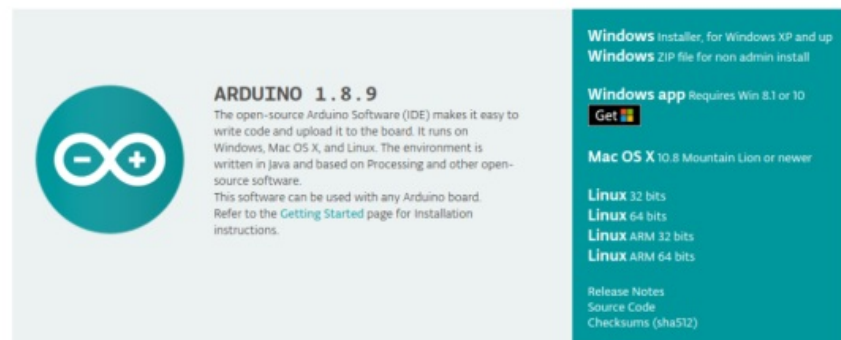 ARDUINO 1.8.9
The open-source Arduino Software (IDE) makes it easy to
write code and upload it to the board. It runs on
Windows, Mac OS X, and Linux. The environment is
written in Java and based on Processing and other open-
source software.
This software can be used with any Arduino board.
Refer to the Getting Started page for Installation
instructions.
Windows Installer, for Windows XP and up
Windows ZIP file for non admin install
Windows app Requires Win 8.1 or 10
Get
Mac OS X 10.8 Mountain Lion or newer
Linux 32 bits
Linux 64 bits
Linux ARM 32 bits
Linux ARM 64 bits
Release Notes
Source Code
Checksums (sha512)